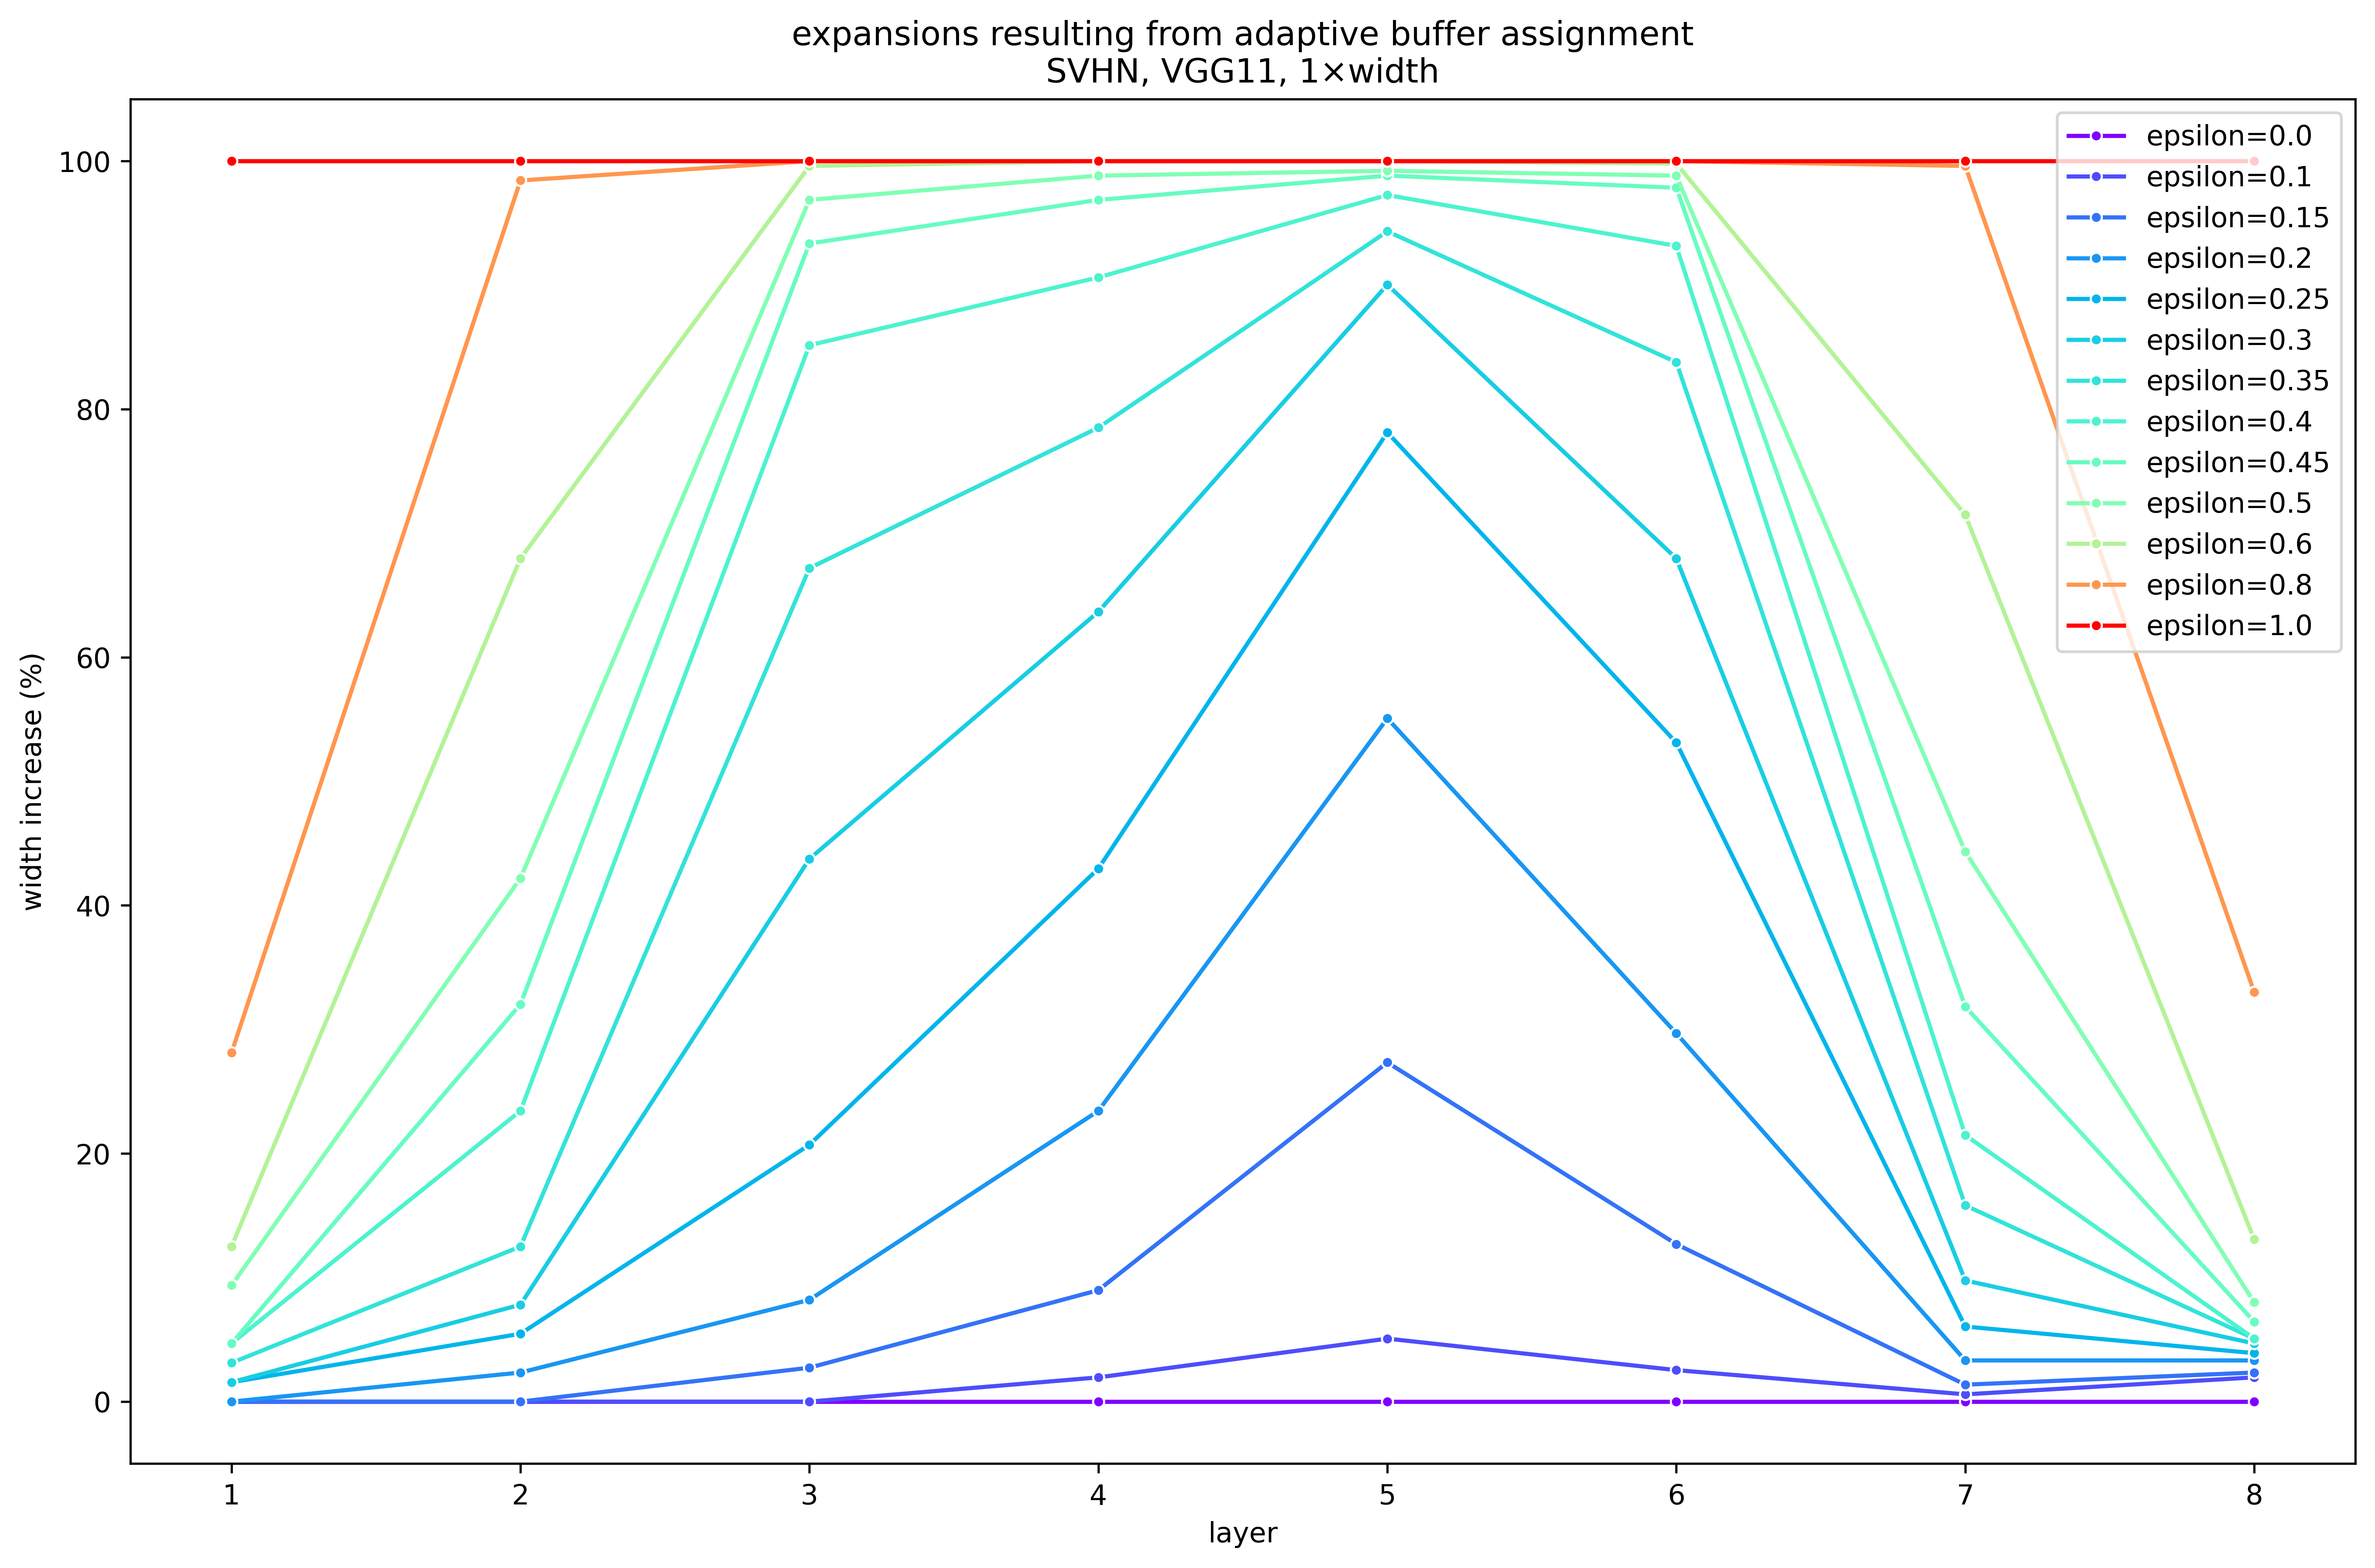 expansions resulting from adaptive buffer assignment
SVHN, VGG11, 1×width
width increase (%)
100
80
60
40
20
0
epsilon=0.0
epsilon=0.1
epsilon=0.15
epsilon=0.2
epsilon=0.25
epsilon=0.3
epsilon=0.35
epsilon=0.4
epsilon=0.45
epsilon=0.5
epsilon=0.6
epsilon=0.8
epsilon=1.0
1 2 3 4 5 6 7 8
layer